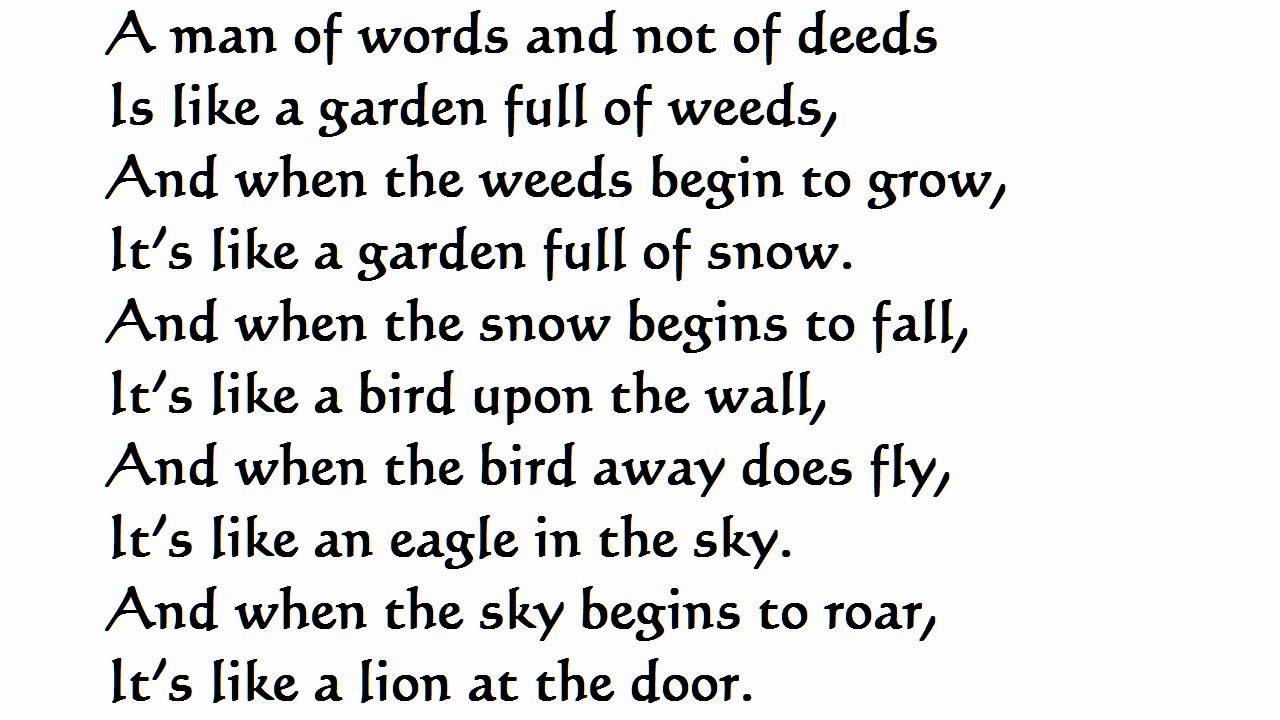 A man of words and not of deeds
Is like a garden full of weeds,
And when the weeds begin to grow,
It’s like a garden full of snow.
And when the snow begins to fall,
It’s like a bird upon the wall,
And when the bird away does fly,
It’s like an eagle in the sky.
And when the sky begins to roar,
It’s like a lion at the door.